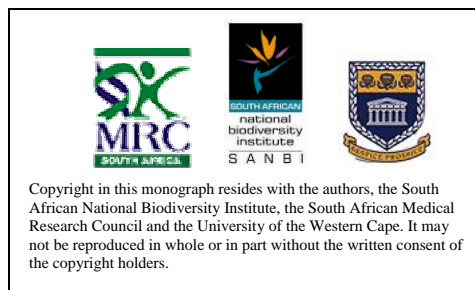 MRC
SOUTH AFRICA
SOUTH AFRICAN
national
biodiversity
institute
S A N B I
RESPICE PROSPICE
Copyright in this monograph resides with the authors, the South
African National Biodiversity Institute, the South African Medical
Research Council and the University of the Western Cape. It may
not be reproduced in whole or in part without the written consent of
the copyright holders.